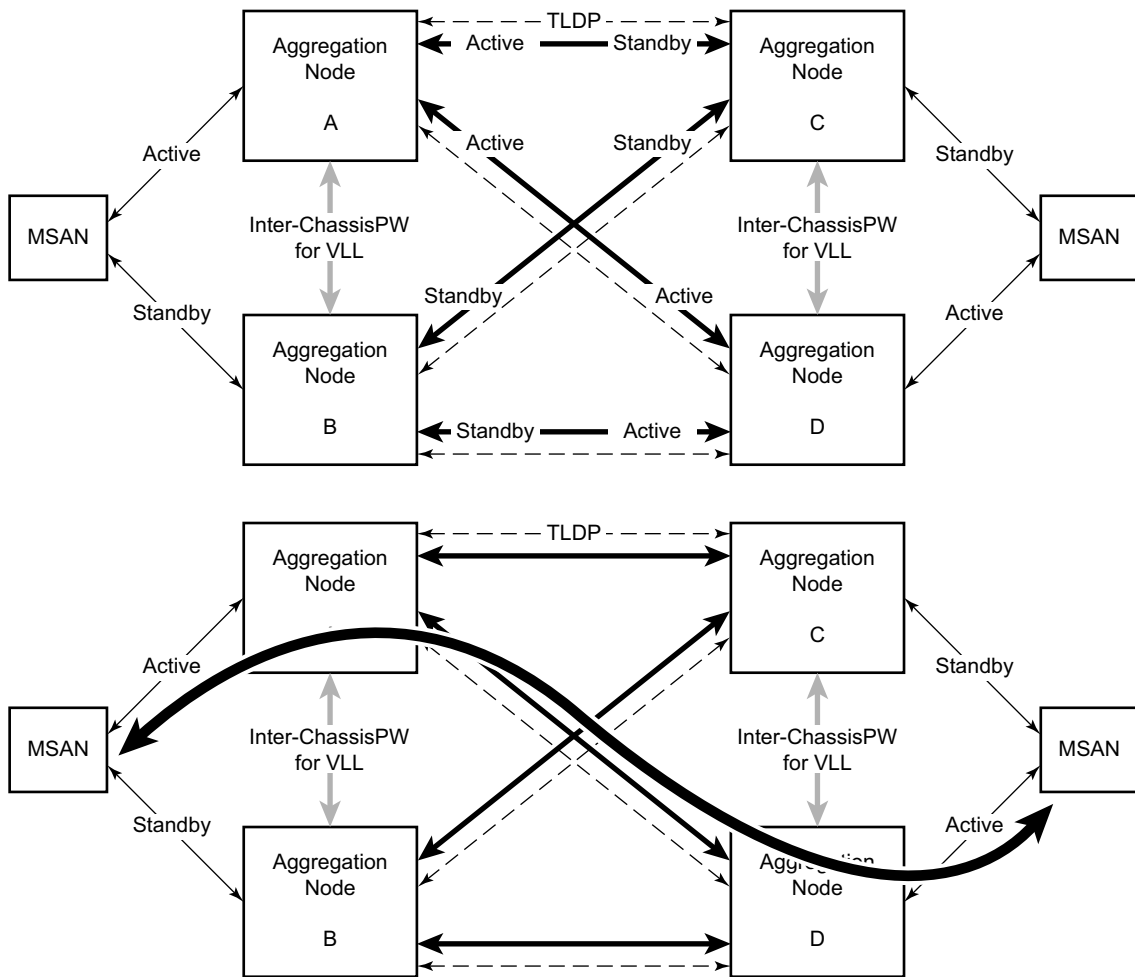 TLDP
Aggregation
Node
A
Active
Standby
Aggregation
Node
C
Active
Active
Standby
Standby
MSAN
Inter-ChassisPW
for VLL
Inter-ChassisPW
for VLL
MSAN
Standby
Standby
Active
Active
Aggregation
Node
B
Standby
Active
Aggregation
Node
D
TLDP
Aggregation
Node
Aggregation
Node
C
Active
Standby
MSAN
Inter-ChassisPW
for VLL
Inter-ChassisPW
for VLL
MSAN
Standby
Active
Aggregation
Node
B
Aggregation
Node
D